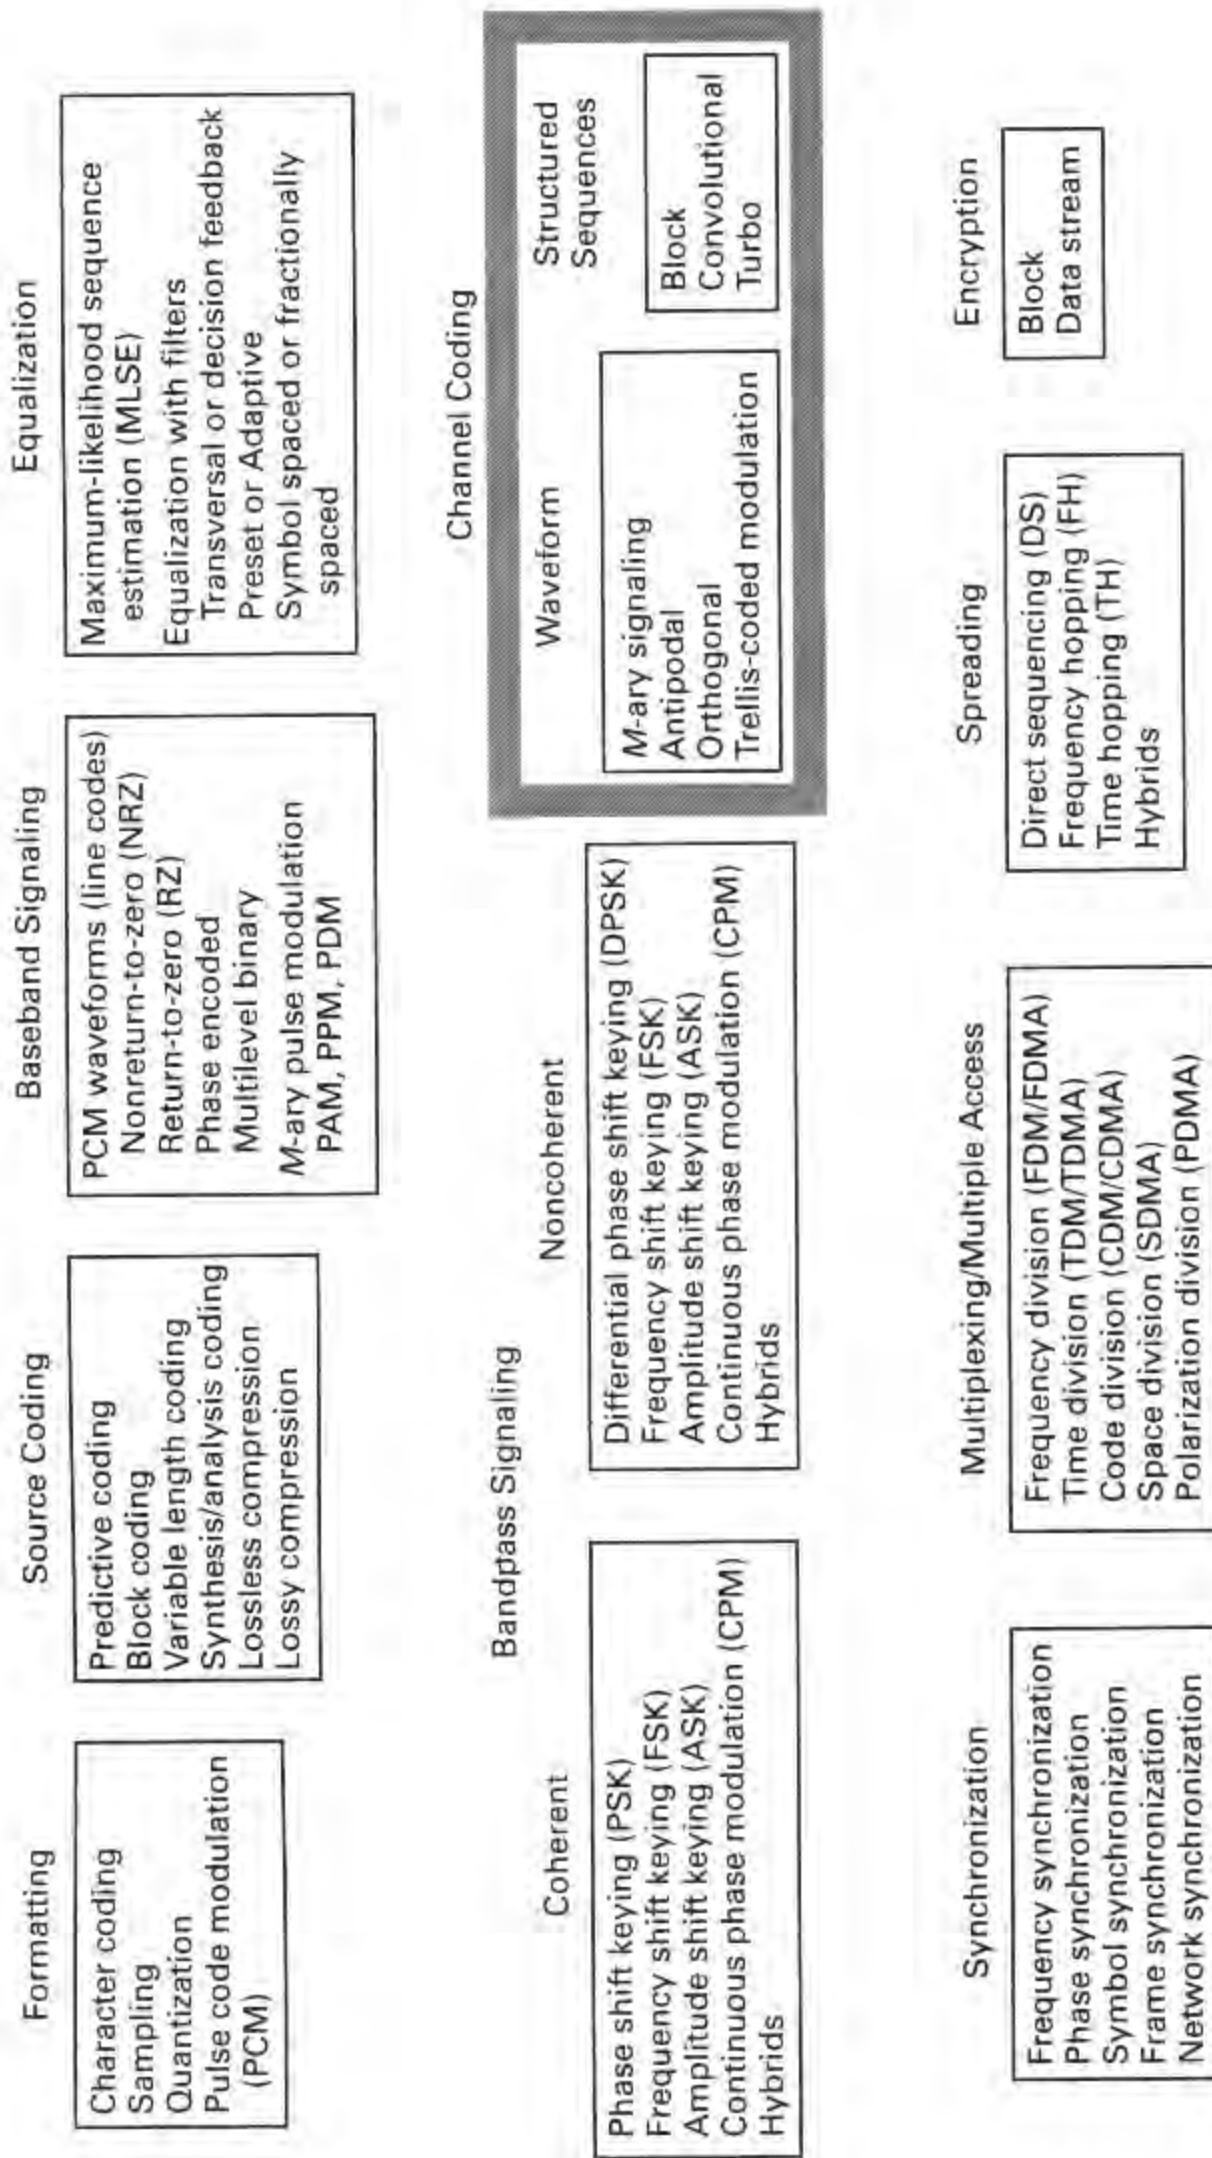 Formatting
Character coding
Sampling
Quantization
Pulse code modulation
(PCM)
Source Coding
Predictive coding
Block coding
Variable length coding
Synthesis/analysis coding
Lossless compression
Lossy compression
Baseband Signaling
PCM waveforms (line codes)
Nonreturn-to-zero (NRZ)
Return-to-zero (RZ)
Phase encoded
Multilevel binary
M-ary pulse modulation
PAM, PPM, PDM
Equalization
Maximum-likelihood sequence
estimation (MLSE)
Equalization with filters
Transversal or decision feedback
Preset or Adaptive
Symbol spaced or fractionally
spaced
Bandpass Signaling
Coherent
Phase shift keying (PSK)
Frequency shift keying (FSK)
Amplitude shift keying (ASK)
Continuous phase modulation (CPM)
Hybrids
Noncoherent
Differential phase shift keying (DPSK)
Frequency shift keying (FSK)
Amplitude shift keying (ASK)
Continuous phase modulation (CPM)
Hybrids
Channel Coding
Waveform
M-ary signaling
Antipodal
Orthogonal
Trellis-coded modulation
Structured
Sequences
Block
Convolutional
Turbo
Synchronization
Frequency synchronization
Phase synchronization
Symbol synchronization
Frame synchronization
Network synchronization
Multiplexing/Multiple Access
Frequency division (FDM/FDMA)
Time division (TDM/TDMA)
Code division (CDM/CDMA)
Space division (SDMA)
Polarization division (PDMA)
Spreading
Direct sequencing (DS)
Frequency hopping (FH)
Time hopping (TH)
Hybrids
Encryption
Block
Data stream